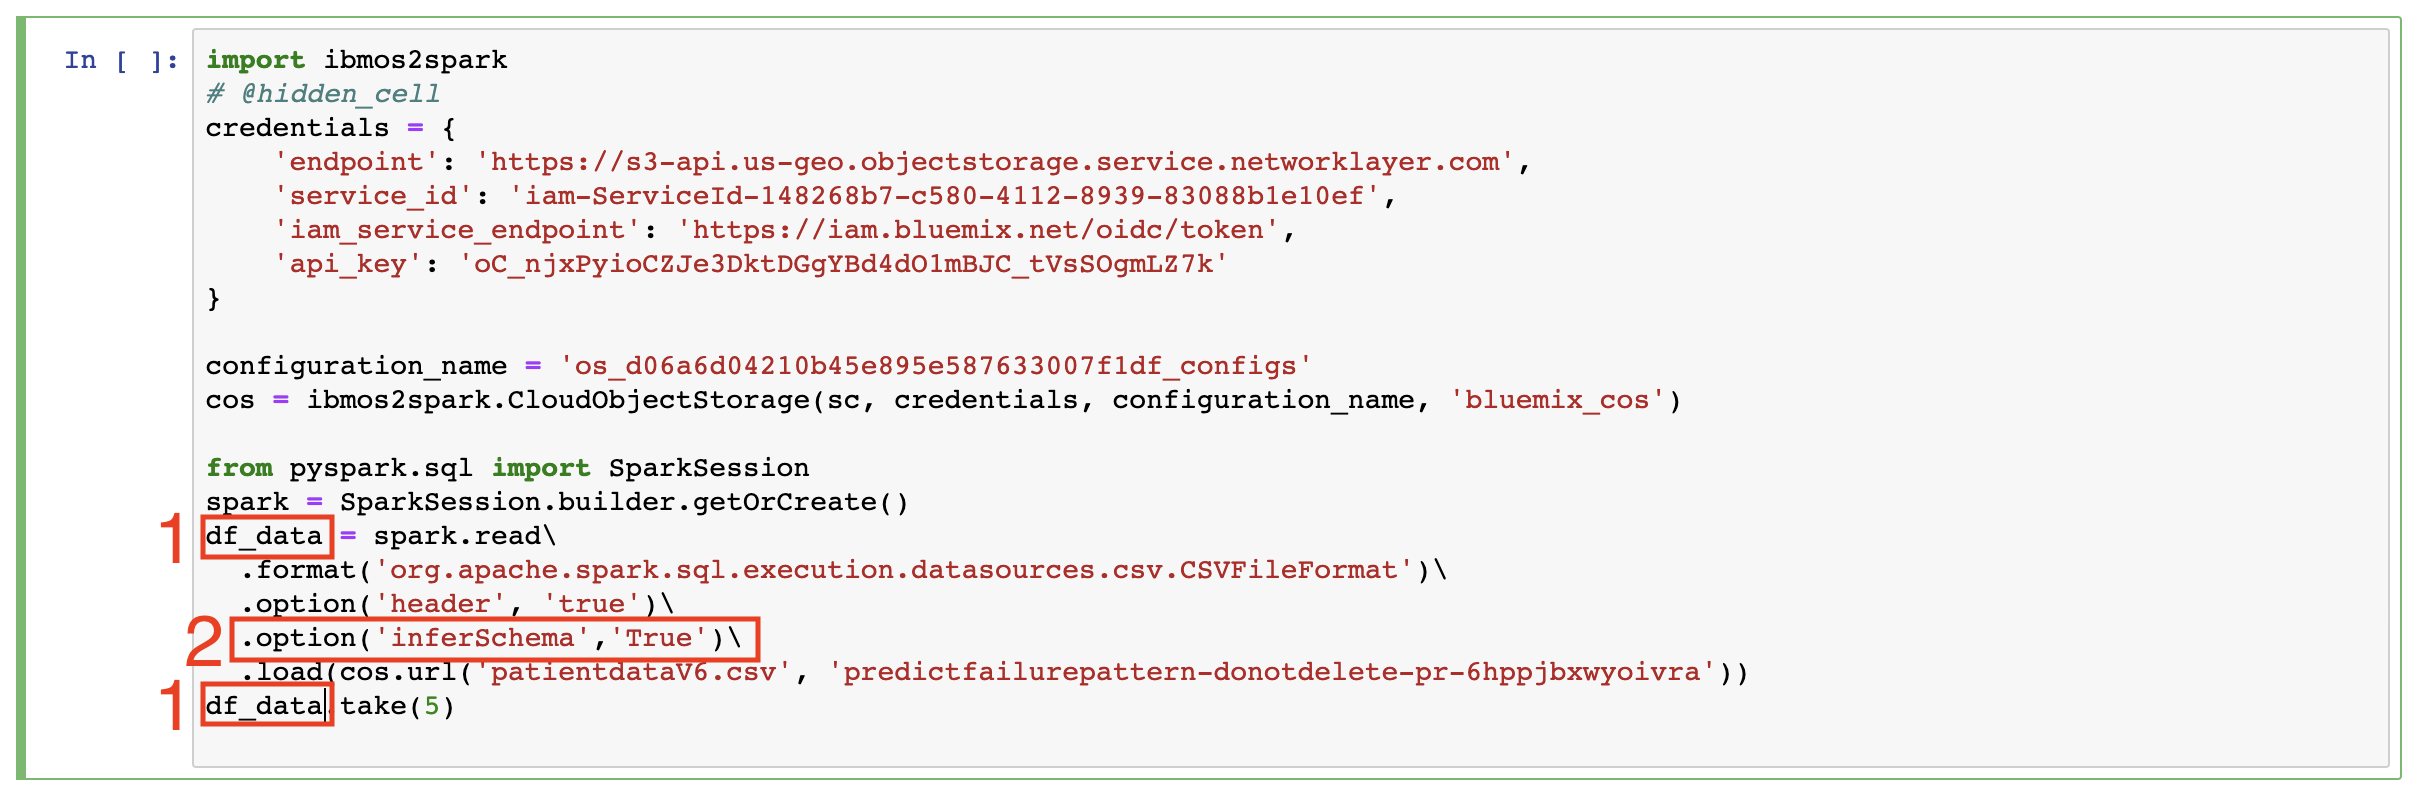 In [ ]: import ibmos2spark
# @hidden_cell
credentials = {
    'endpoint': 'https://s3-api.us-geo.objectstorage.service.networklayer.com',
    'service_id': 'iam-ServiceId-148268b7-c580-4112-8939-83088b1e10ef',
    'iam_service_endpoint': 'https://iam.bluemix.net/oidc/token',
    'api_key': 'oC_njxPyioCZJe3DktDGgYBd4dO1mBJC_tVsSOgmLZ7k'
}

configuration_name = 'os_d06a6d04210b45e895e587633007f1df_configs'
cos = ibmos2spark.CloudObjectStorage(sc, credentials, configuration_name, 'bluemix_cos')

from pyspark.sql import SparkSession
spark = SparkSession.builder.getOrCreate()
1 df_data = spark.read\
  .format('org.apache.spark.sql.execution.datasources.csv.CSVFileFormat')\
  .option('header', 'true')\
2 .option('inferSchema','True')\
  .load(cos.url('patientdataV6.csv', 'predictfailurepattern-donotdelete-pr-6hppjbxwyoivra'))
1 df_data.take(5)